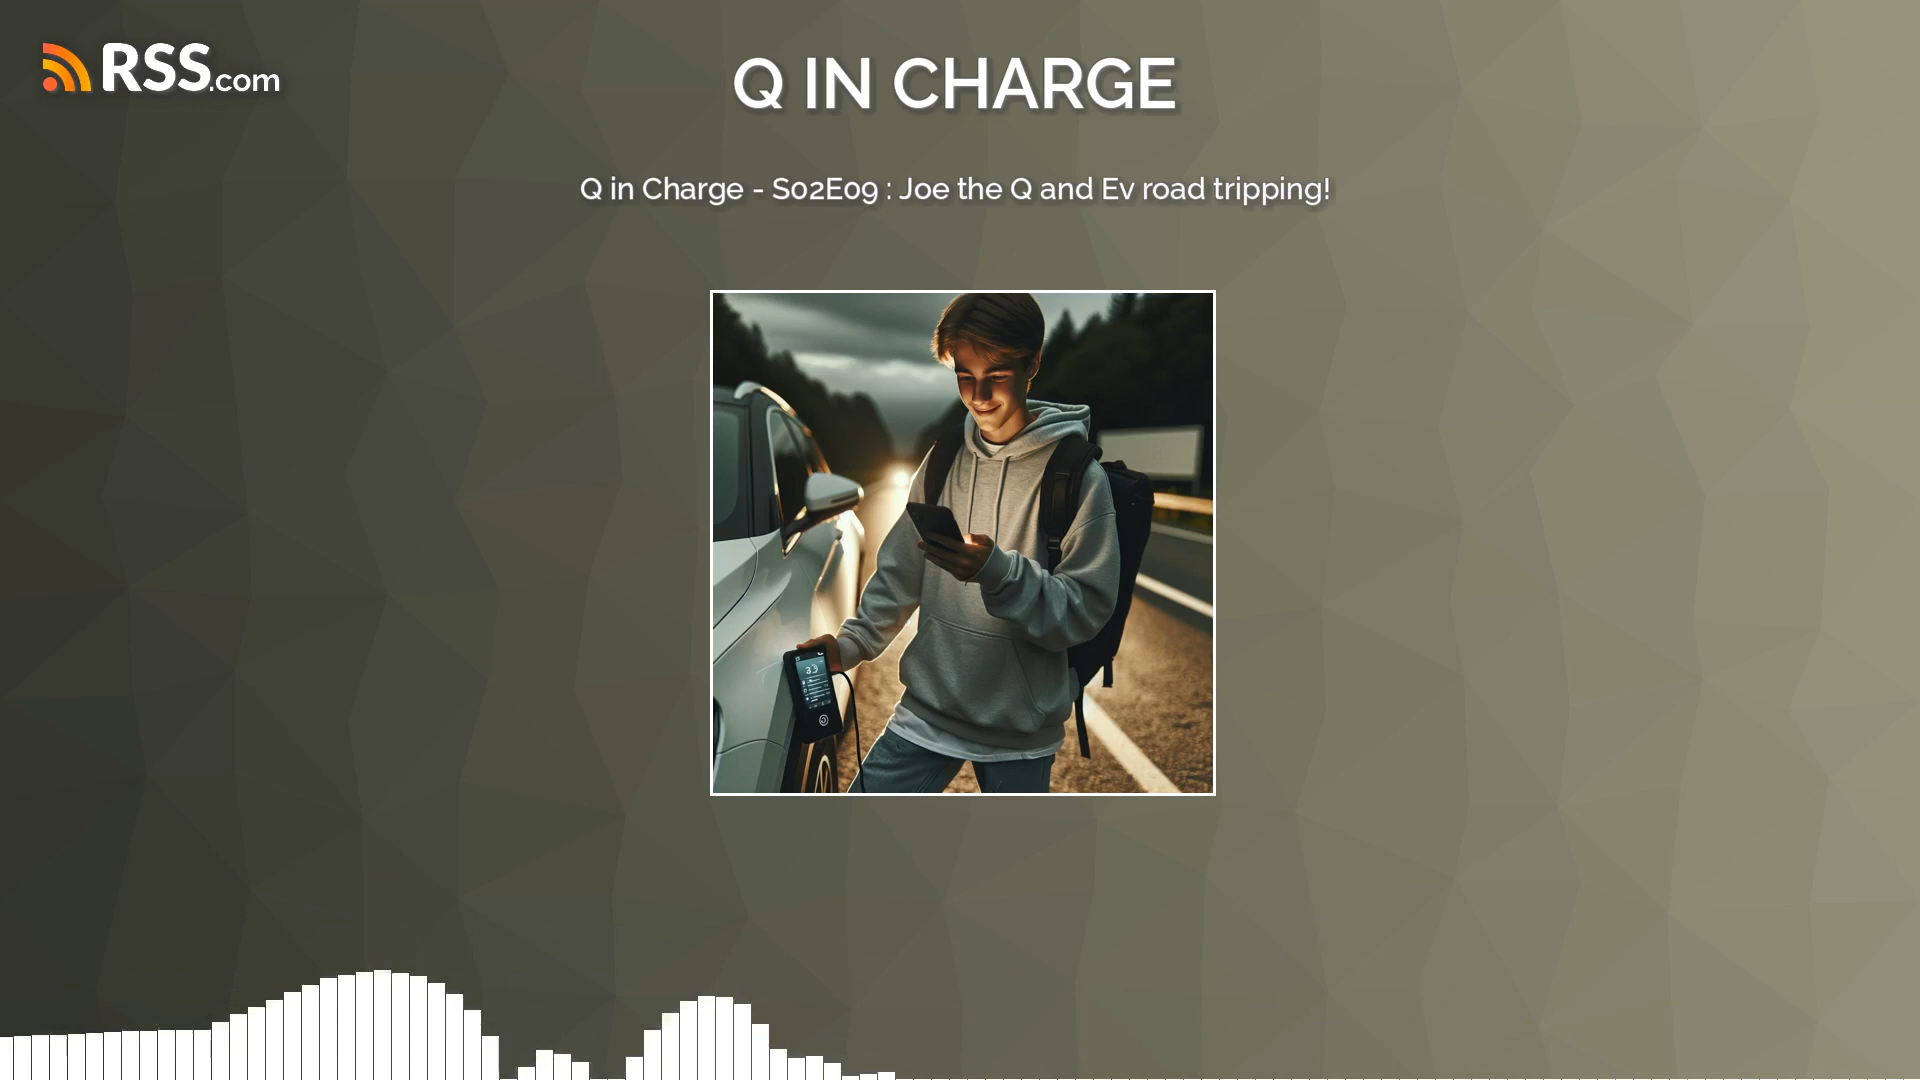 RSS.com
Q IN CHARGE
Q in Charge - S02E09 : Joe the Q and Ev road tripping!